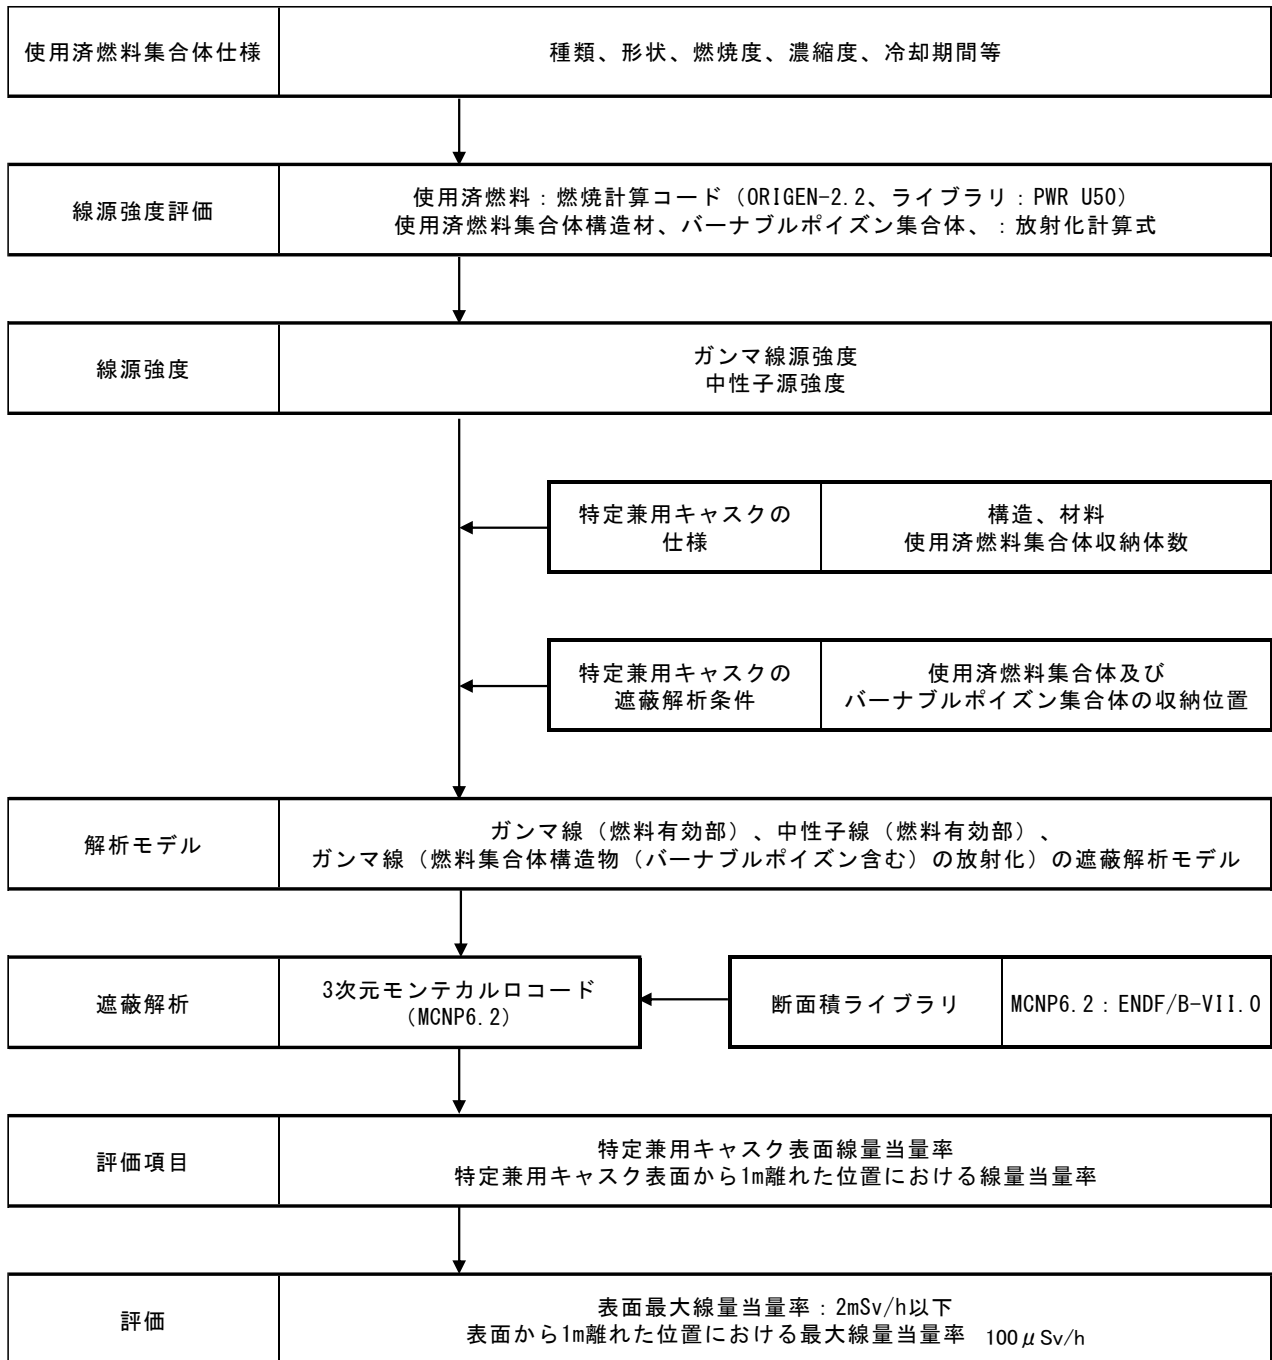 使用済燃料集合体仕様
種類、形状、燃焼度、濃縮度、冷却期間等
線源強度評価
使用済燃料：燃焼計算コード（ORIGEN-2.2、ライブラリ：PWR U50）
使用済燃料集合体構造材、バーナブルポイズン集合体、：放射化計算式
線源強度
ガンマ線源強度
中性子源強度
特定兼用キャスクの
仕様
構造、材料
使用済燃料集合体収納体数
特定兼用キャスクの
遮蔽解析条件
使用済燃料集合体及び
バーナブルポイズン集合体の収納位置
解析モデル
ガンマ線（燃料有効部）、中性子線（燃料有効部）、
ガンマ線（燃料集合体構造物（バーナブルポイズン含む）の放射化）の遮蔽解析モデル
遮蔽解析
3次元モンテカルロコード
（MCNP6.2）
断面積ライブラリ
MCNP6.2：ENDF/B-VII.0
評価項目
特定兼用キャスク表面線量当量率
特定兼用キャスク表面から1m離れた位置における線量当量率
評価
表面最大線量当量率：2mSv/h以下
表面から1m離れた位置における最大線量当量率 100μSv/h